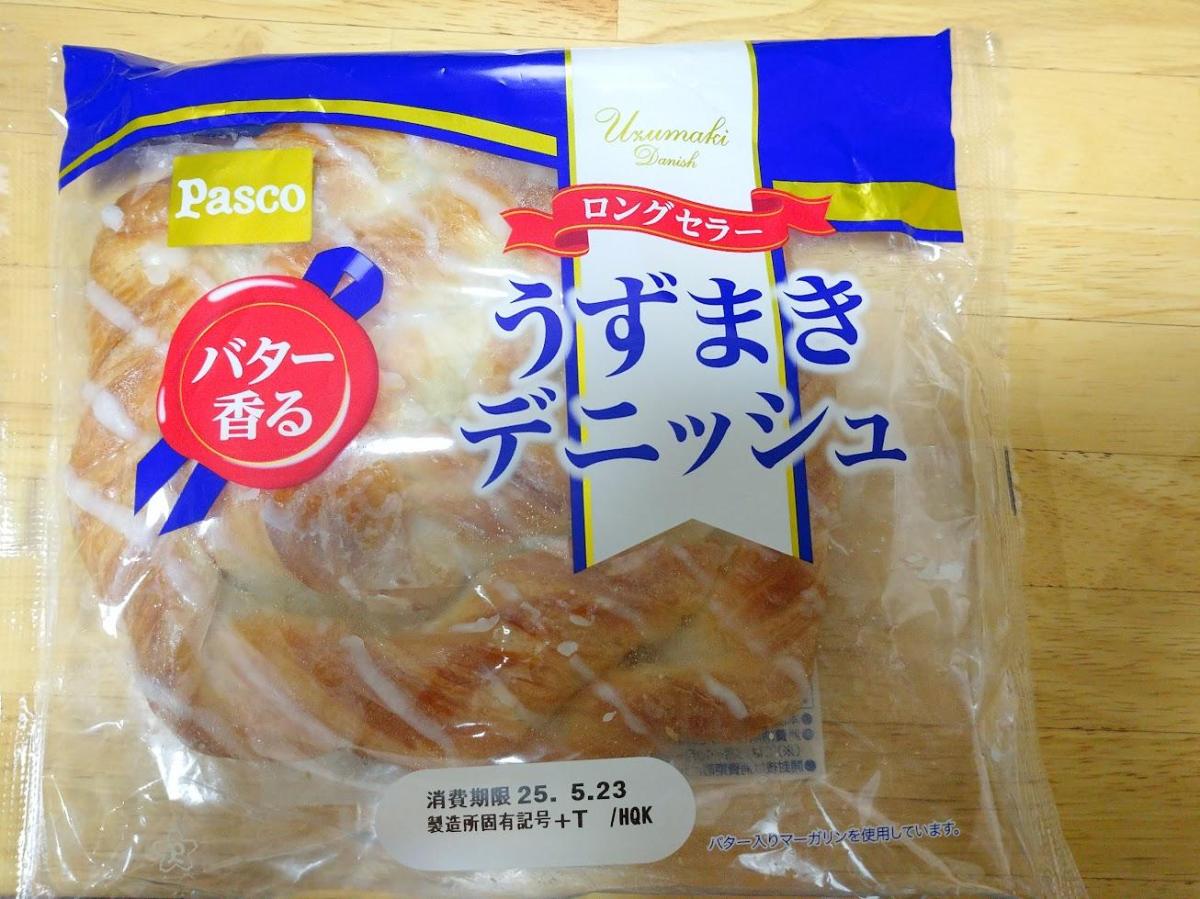 Uzumaki
Danish
Pasco
ロングセラー
うずまき
デニッシュ
バター
香る
消費期限 25. 5.23
製造所固有記号+T /HQK
バター入りマーガリンを使用しています。